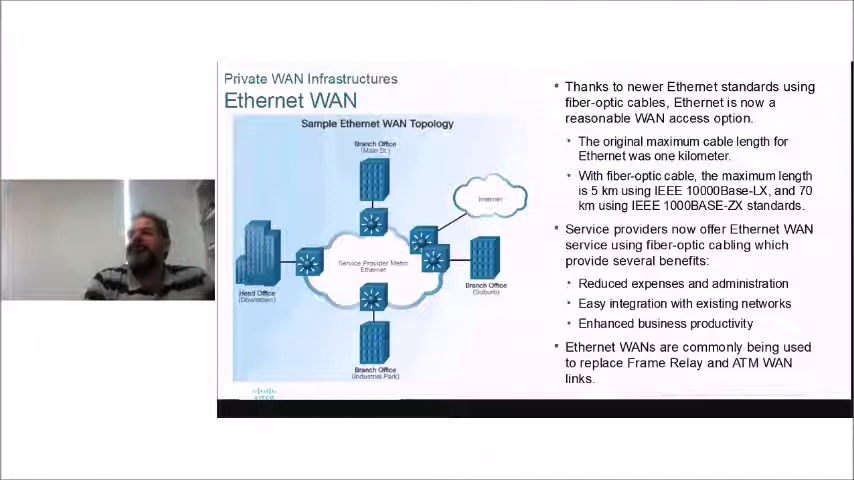 Private WAN Infrastructures
Ethernet WAN
Sample Ethernet WAN Topology
Branch Office
(Main St.)
Internet
Service Provider Metro
Ethernet
Head Office
(Downtown)
Branch Office
(Suburb)
Branch Office
(Industrial Park)
cisco
Thanks to newer Ethernet standards using
fiber-optic cables, Ethernet is now a
reasonable WAN access option.
The original maximum cable length for
Ethernet was one kilometer.
With fiber-optic cable, the maximum length
is 5 km using IEEE 10000Base-LX, and 70
km using IEEE 1000BASE-ZX standards.
Service providers now offer Ethernet WAN
service using fiber-optic cabling which
provide several benefits:
Reduced expenses and administration
Easy integration with existing networks
Enhanced business productivity
Ethernet WANs are commonly being used
to replace Frame Relay and ATM WAN
links.